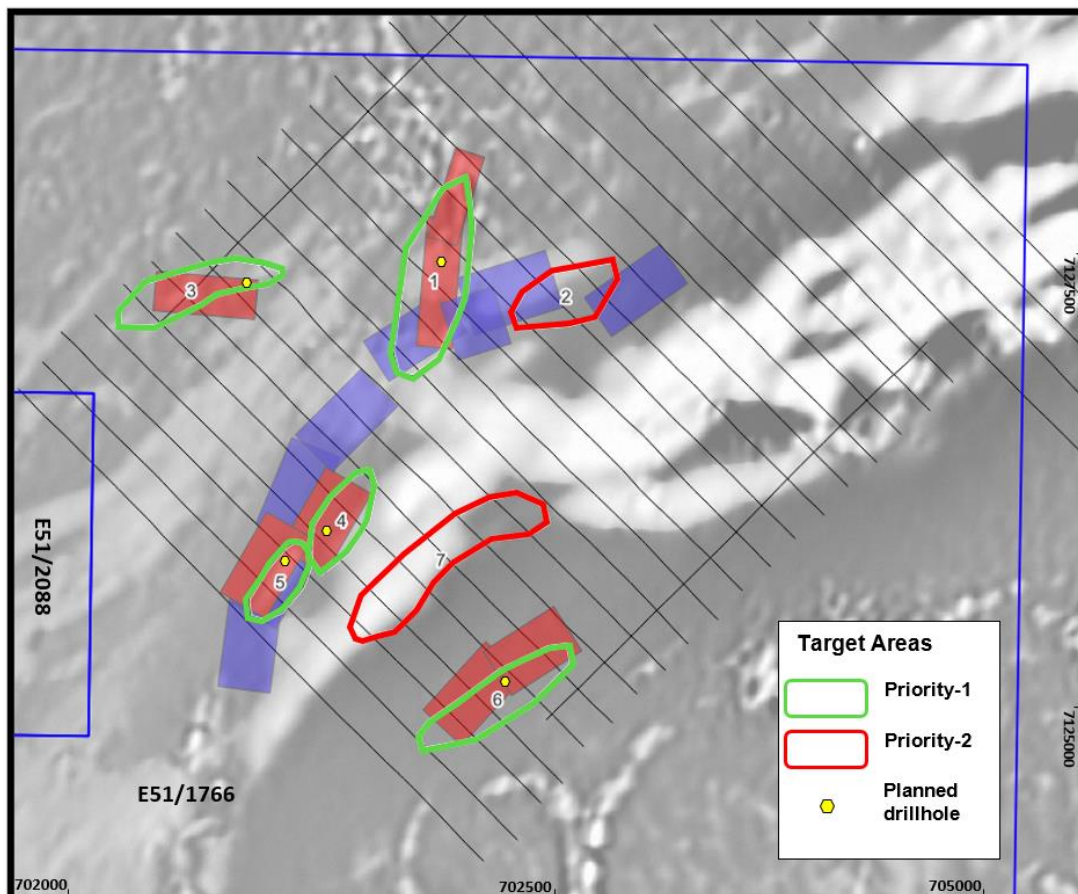 1
2
3
4
5
6
7
E51/2088
E51/1766
7127500
7125000
Target Areas
Priority-1
Priority-2
Planned
drillhole
702000
702500
705000